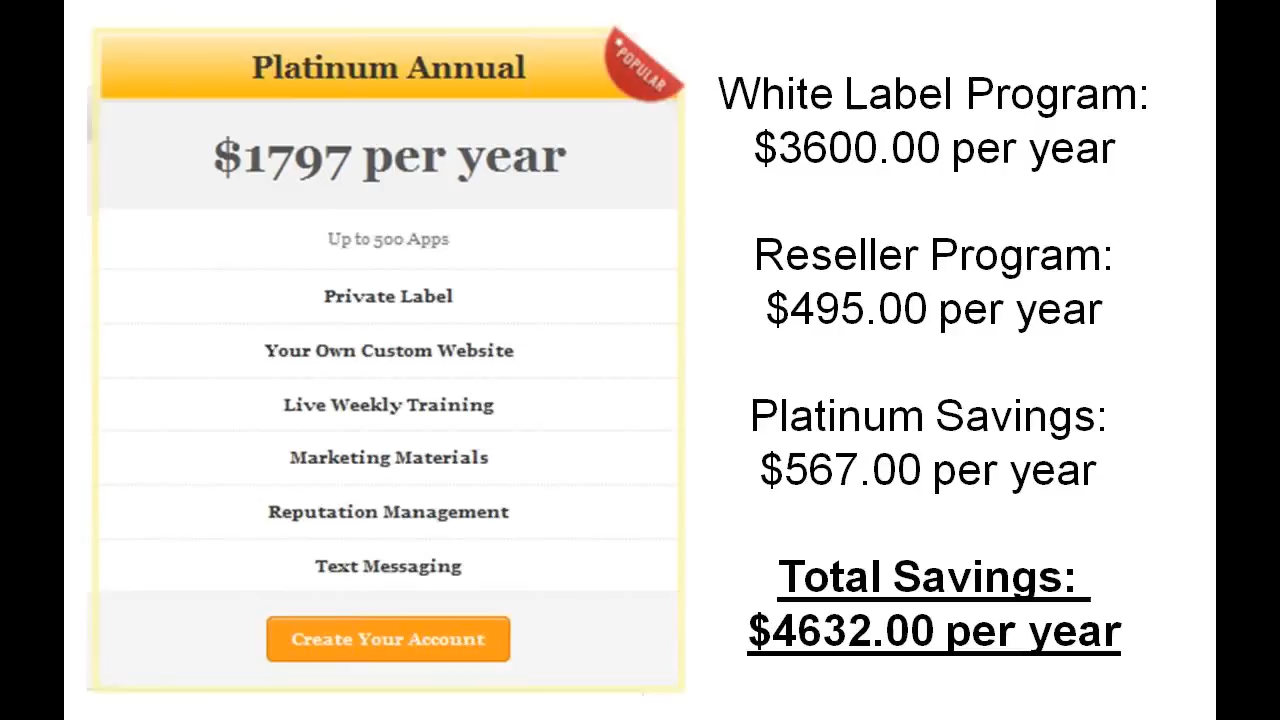 Platinum Annual
POPULAR
$1797 per year
Up to 500 Apps
Private Label
Your Own Custom Website
Live Weekly Training
Marketing Materials
Reputation Management
Text Messaging
Create Your Account
White Label Program:
$3600.00 per year
Reseller Program:
$495.00 per year
Platinum Savings:
$567.00 per year
Total Savings:
$4632.00 per year